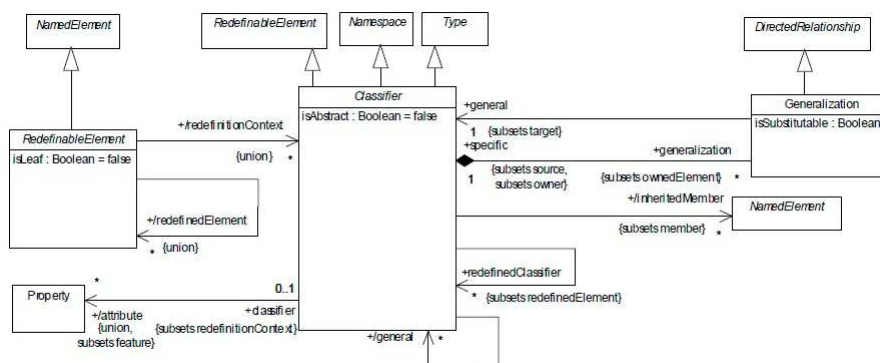 NamedElement
RedefinableElement
Namespace
Type
DirectedRelationship
Classifier
isAbstract : Boolean = false
Generalization
isSubstitutable : Boolean
RedefinableElement
isLeaf : Boolean = false
+/redefinitionContext
{union}
*
+/redefinedElement
*
{union}
+general
1
{subsets target}
+specific
1
{subsets source,
subsets owner}
+generalization
{subsets ownedElement}
*
+/inheritedMember
{subsets member}
*
NamedElement
+redefinedClassifier
*
{subsets redefinedElement}
Property
*
+/attribute
{union,
subsets feature}
0..1
+classifier
{subsets redefinitionContext}
+/general
*